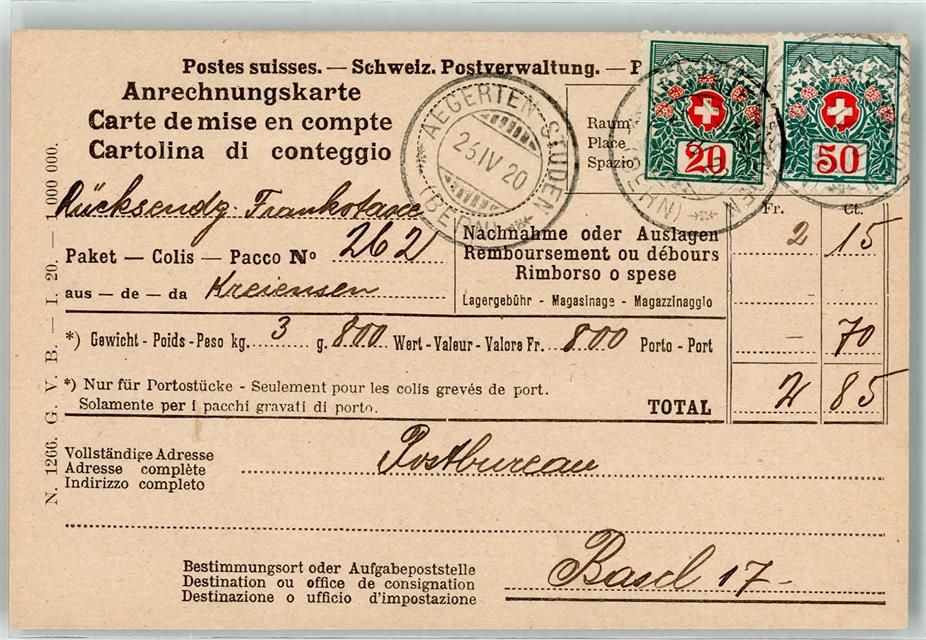 Postes suisses. — Schweiz. Postverwaltung. — P
Anrechnungskarte
Carte de mise en compte
Cartolina di conteggio
AEGERTEN STUDEN
26.IV 20
(BERN)
Raum
Place
Spazio
20
50
Rücksendg. Frankotaxe
Paket — Colis — Pacco No 262
aus — de — da Kreiensen
Nachnahme oder Auslagen
Remboursement ou débours
Rimborso o spese
Lagergebühr - Magasinage - Magazzinaggio
Fr. Ct.
2 15
*) Gewicht - Poids - Peso kg. 3 g. 800 Wert - Valeur - Valore Fr. 800 Porto - Port
– 70
*) Nur für Portostücke - Seulement pour les colis grevés de port.
Solamente per i pacchi gravati di porto.
TOTAL
2 85
Vollständige Adresse
Adresse complète
Indirizzo completo
Postbureau
Bestimmungsort oder Aufgabepoststelle
Destination ou office de consignation
Destinazione o ufficio d'impostazione
Basel 17-
N. 1266. G. V. B. — I. 20. — 1 000 000.